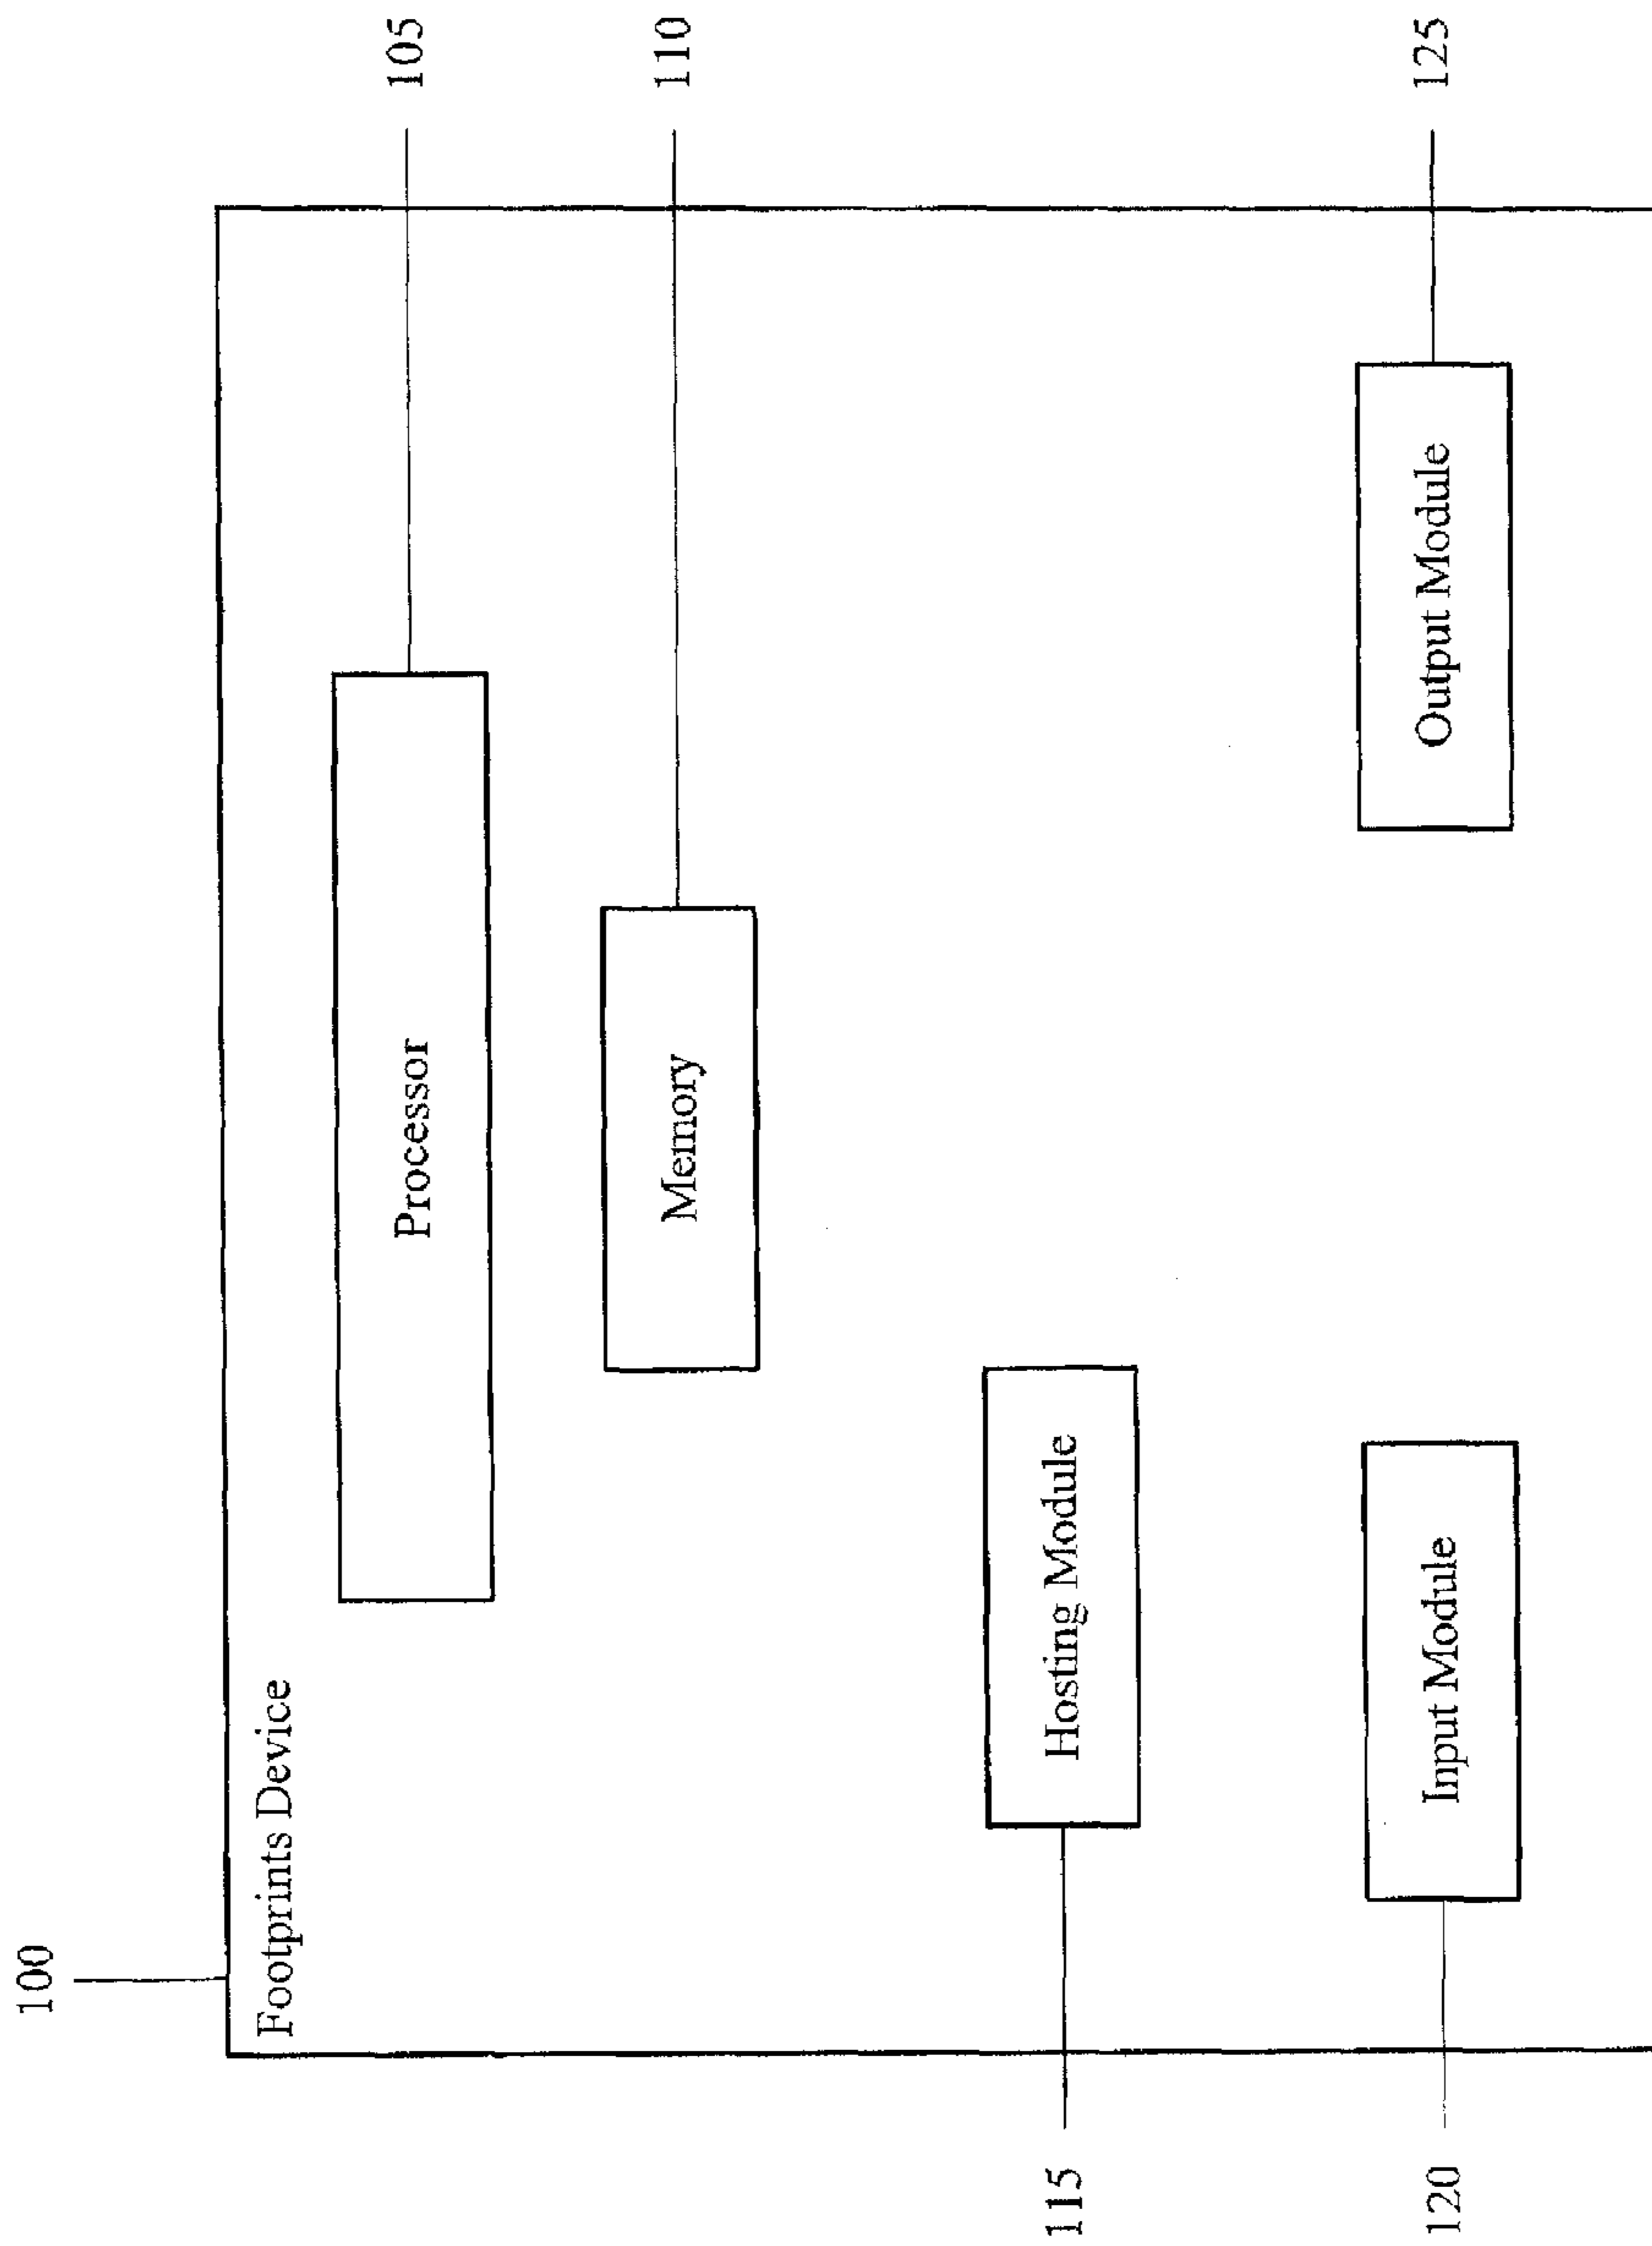 100
Footprints Device
Processor
105
Memory
110
115
Hosting Module
120
Input Module
Output Module
125